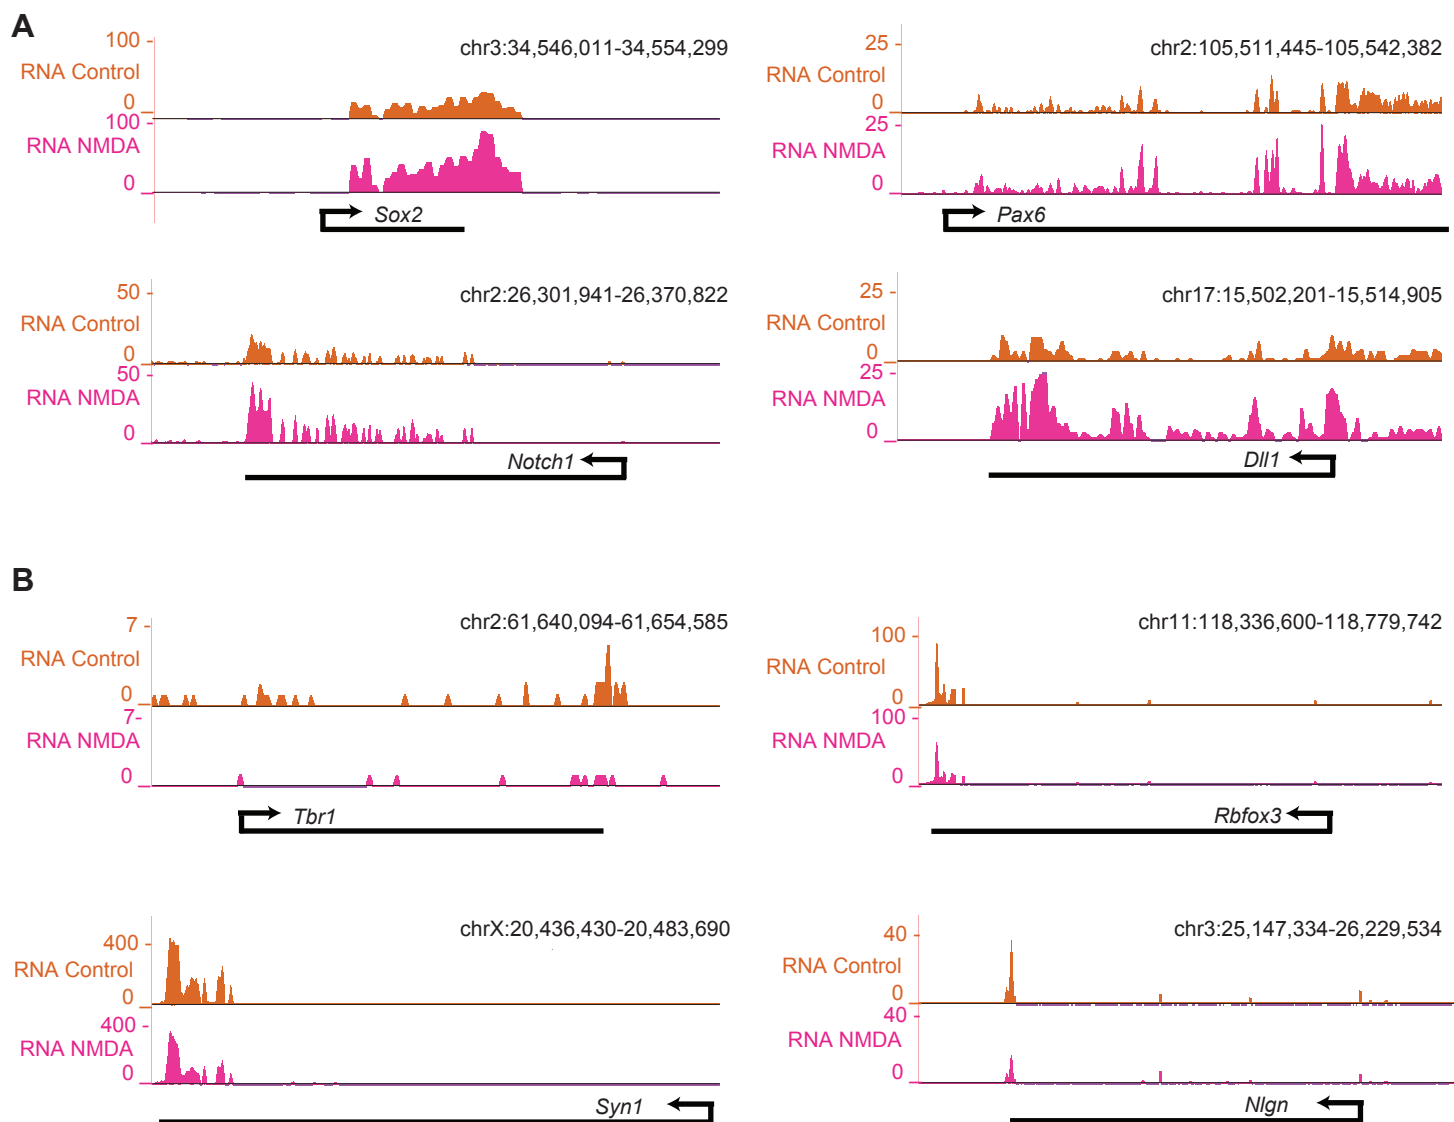 A
100 -
chr3:34,546,011-34,554,299
RNA Control
0
100 -
RNA NMDA
0
Sox2
25 -
chr2:105,511,445-105,542,382
RNA Control
0
25 -
RNA NMDA
0
Pax6
50 -
chr2:26,301,941-26,370,822
RNA Control
0
50 -
RNA NMDA
0
Notch1
25 -
chr17:15,502,201-15,514,905
RNA Control
0
25 -
RNA NMDA
0
Dll1
B
7 -
chr2:61,640,094-61,654,585
RNA Control
0
7-
RNA NMDA
0
Tbr1
100 -
chr11:118,336,600-118,779,742
RNA Control
0
100 -
RNA NMDA
0
Rbfox3
400 -
chrX:20,436,430-20,483,690
RNA Control
0
400 -
RNA NMDA
0
Syn1
40 -
chr3:25,147,334-26,229,534
RNA Control
0
40 -
RNA NMDA
0
Nlgn